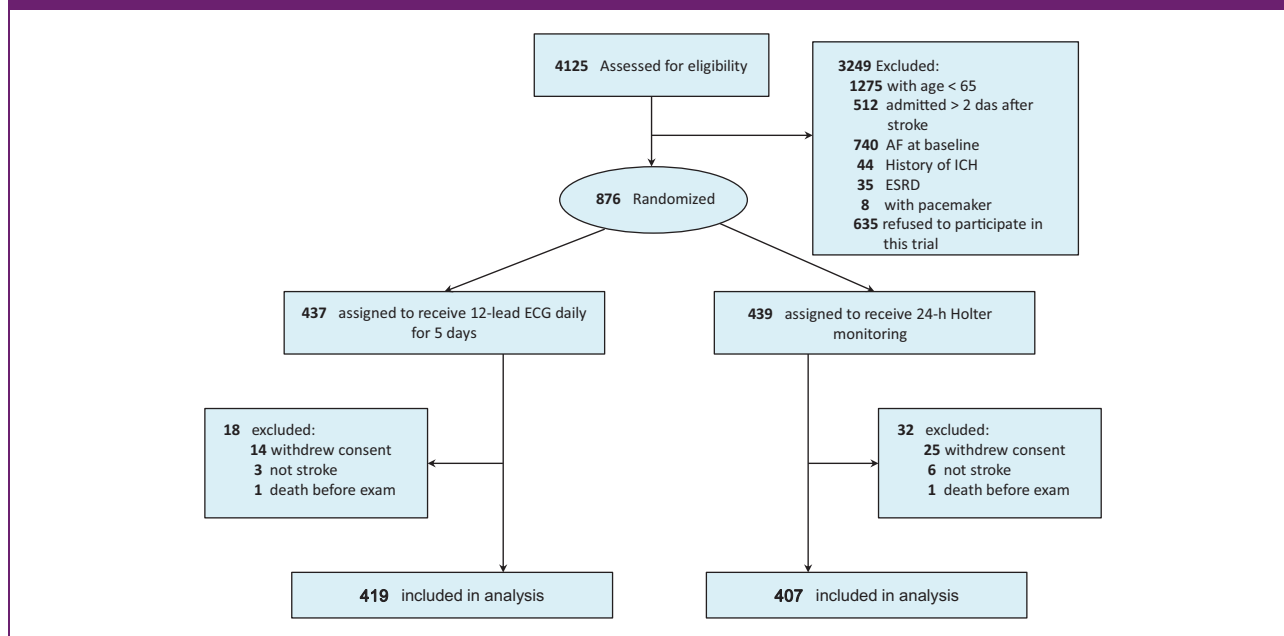 4125 Assessed for eligibility
3249 Excluded:
1275 with age < 65
512 admitted > 2 das after
stroke
740 AF at baseline
44 History of ICH
35 ESRD
8 with pacemaker
635 refused to participate in
this trial
876 Randomized
437 assigned to receive 12-lead ECG daily
for 5 days
439 assigned to receive 24-h Holter
monitoring
18 excluded:
14 withdrew consent
3 not stroke
1 death before exam
32 excluded:
25 withdrew consent
6 not stroke
1 death before exam
419 included in analysis
407 included in analysis